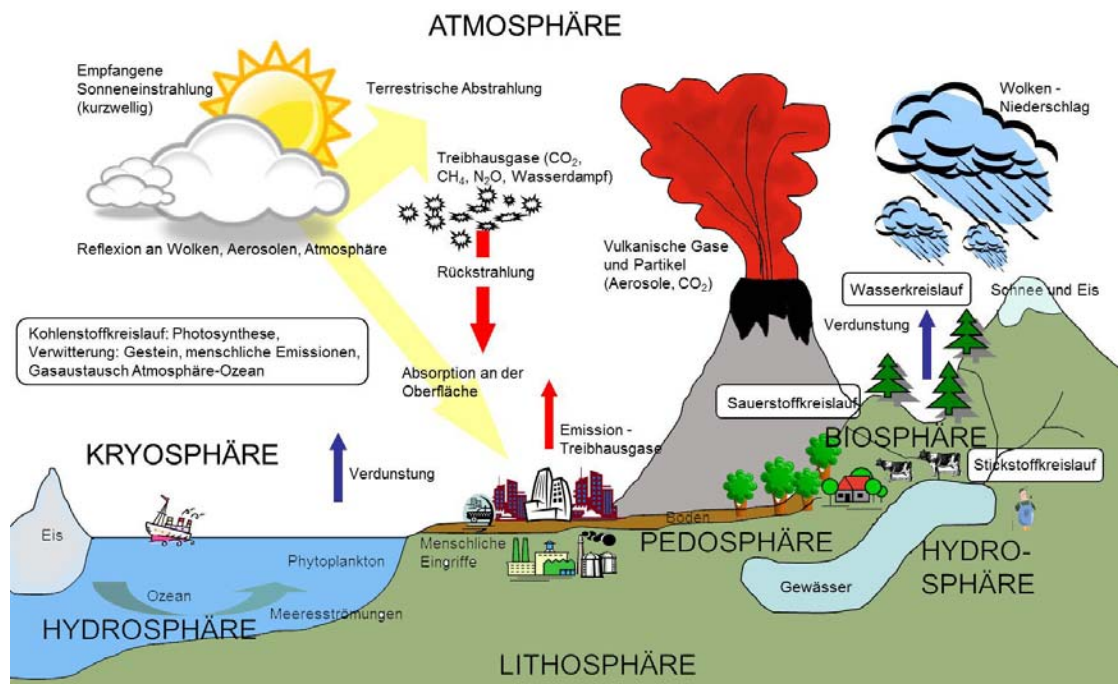 ATMOSPHÄRE
Empfangene
Sonneneinstrahlung
(kurzwellig)
Terrestrische Abstrahlung
Wolken -
Niederschlag
Treibhausgase (CO₂,
CH₄, N₂O, Wasserdampf)
Reflexion an Wolken, Aerosolen, Atmosphäre
Rückstrahlung
Vulkanische Gase
und Partikel
(Aerosole, CO₂)
Wasserkreislauf
Schnee und Eis
Verdunstung
Kohlenstoffkreislauf: Photosynthese,
Verwitterung: Gestein, menschliche Emissionen,
Gasaustausch Atmosphäre-Ozean
Absorption an der
Oberfläche
Sauerstoffkreislauf
Emission -
Treibhausgase
BIOSPHÄRE
KRYOSPHÄRE
Verdunstung
Stickstoffkreislauf
Eis
Boden
PEDOSPHÄRE
Menschliche
Eingriffe
HYDRO-
SPHÄRE
Phytoplankton
Gewässer
Ozean
Meeresströmungen
HYDROSPHÄRE
LITHOSPHÄRE